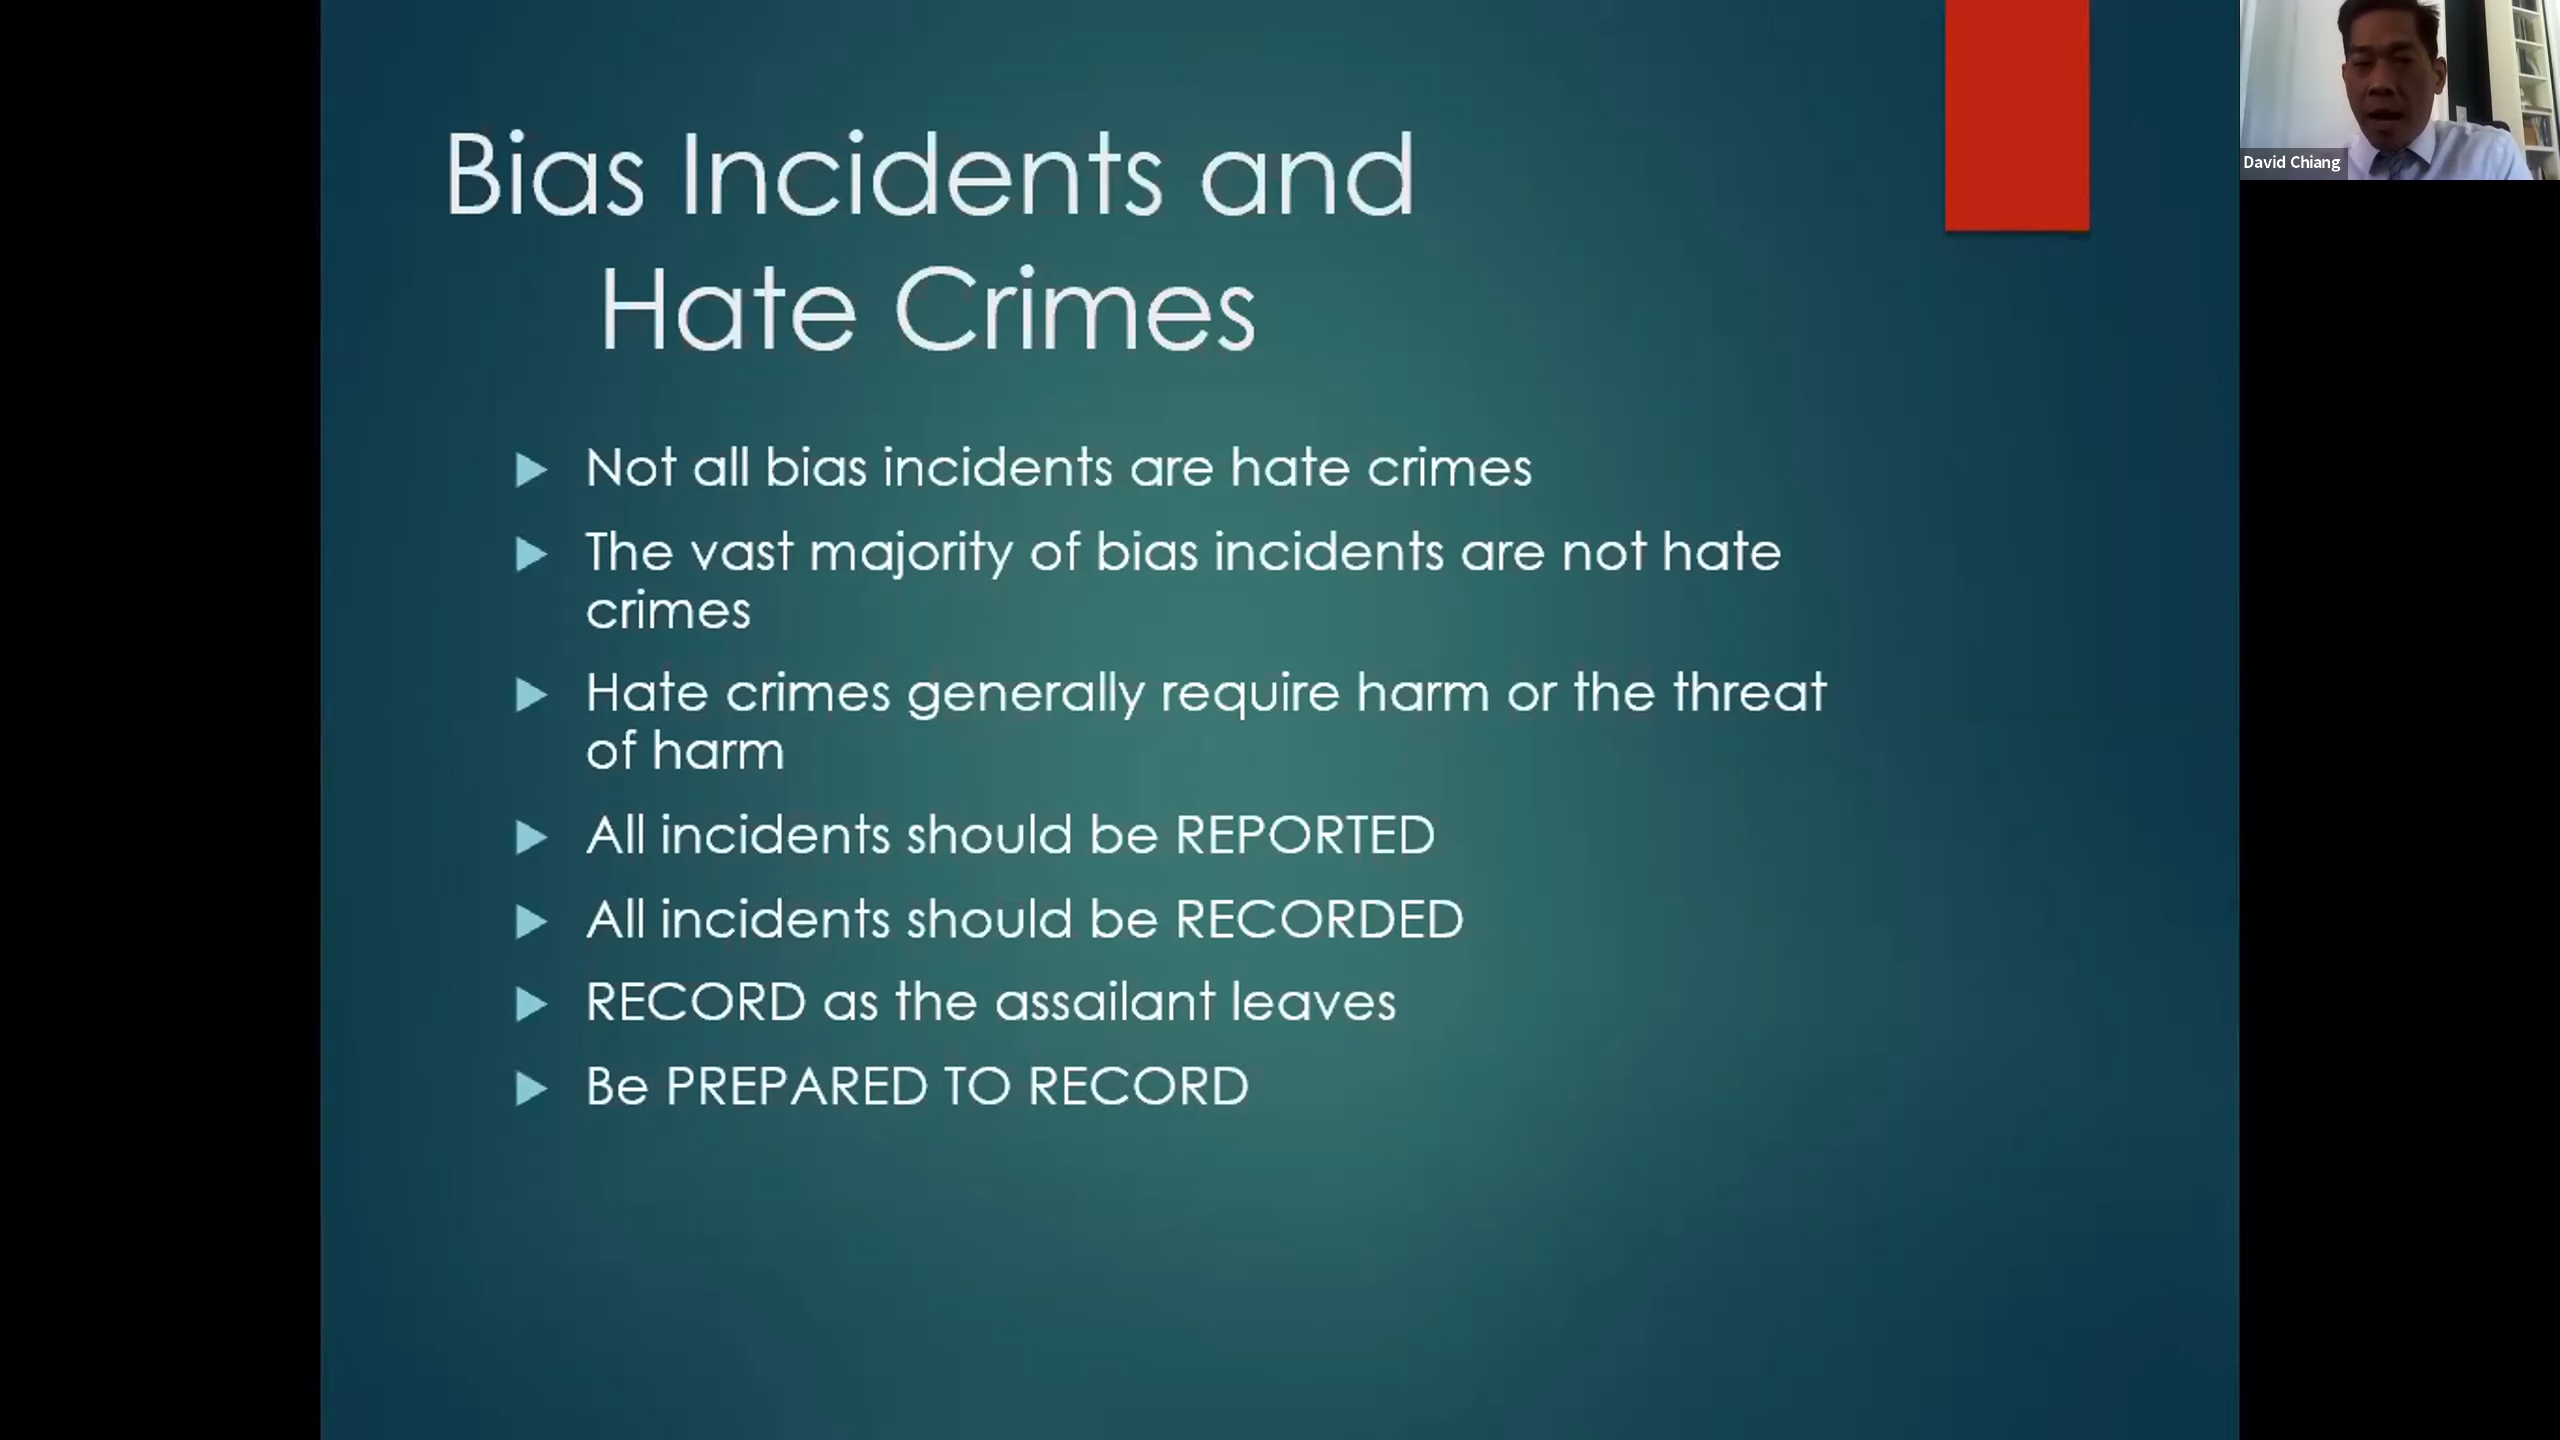 Bias Incidents and
Hate Crimes
Not all bias incidents are hate crimes
The vast majority of bias incidents are not hate
crimes
Hate crimes generally require harm or the threat
of harm
All incidents should be REPORTED
All incidents should be RECORDED
RECORD as the assailant leaves
Be PREPARED TO RECORD
David Chiang